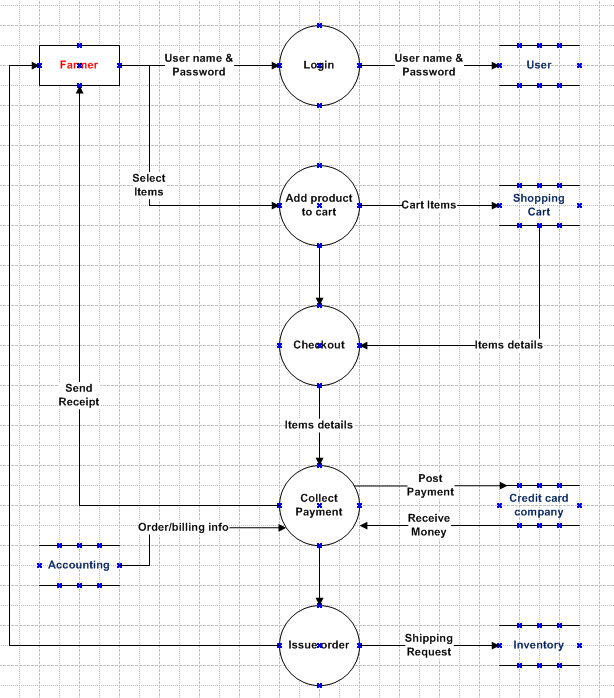 User name &
Password
User name &
Password
Farmer
Login
User
Select
Items
Add product
to cart
Cart Items
Shopping
Cart
Checkout
Items details
Send
Receipt
Items details
Post
Payment
Collect
Payment
Credit card
company
Order/billing info
Receive
Money
Accounting
Issue order
Shipping
Request
Inventory